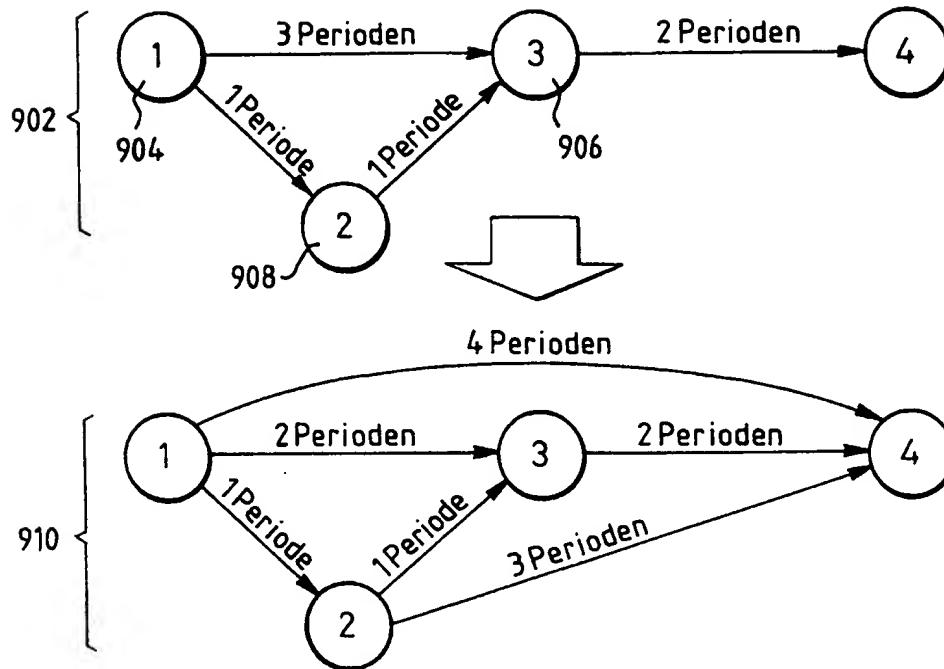 1
3 Perioden
3
2 Perioden
4
902
904
1 Periode
1 Periode
906
2
908
4 Perioden
1
2 Perioden
3
2 Perioden
4
910
1 Periode
1 Periode
3 Perioden
2